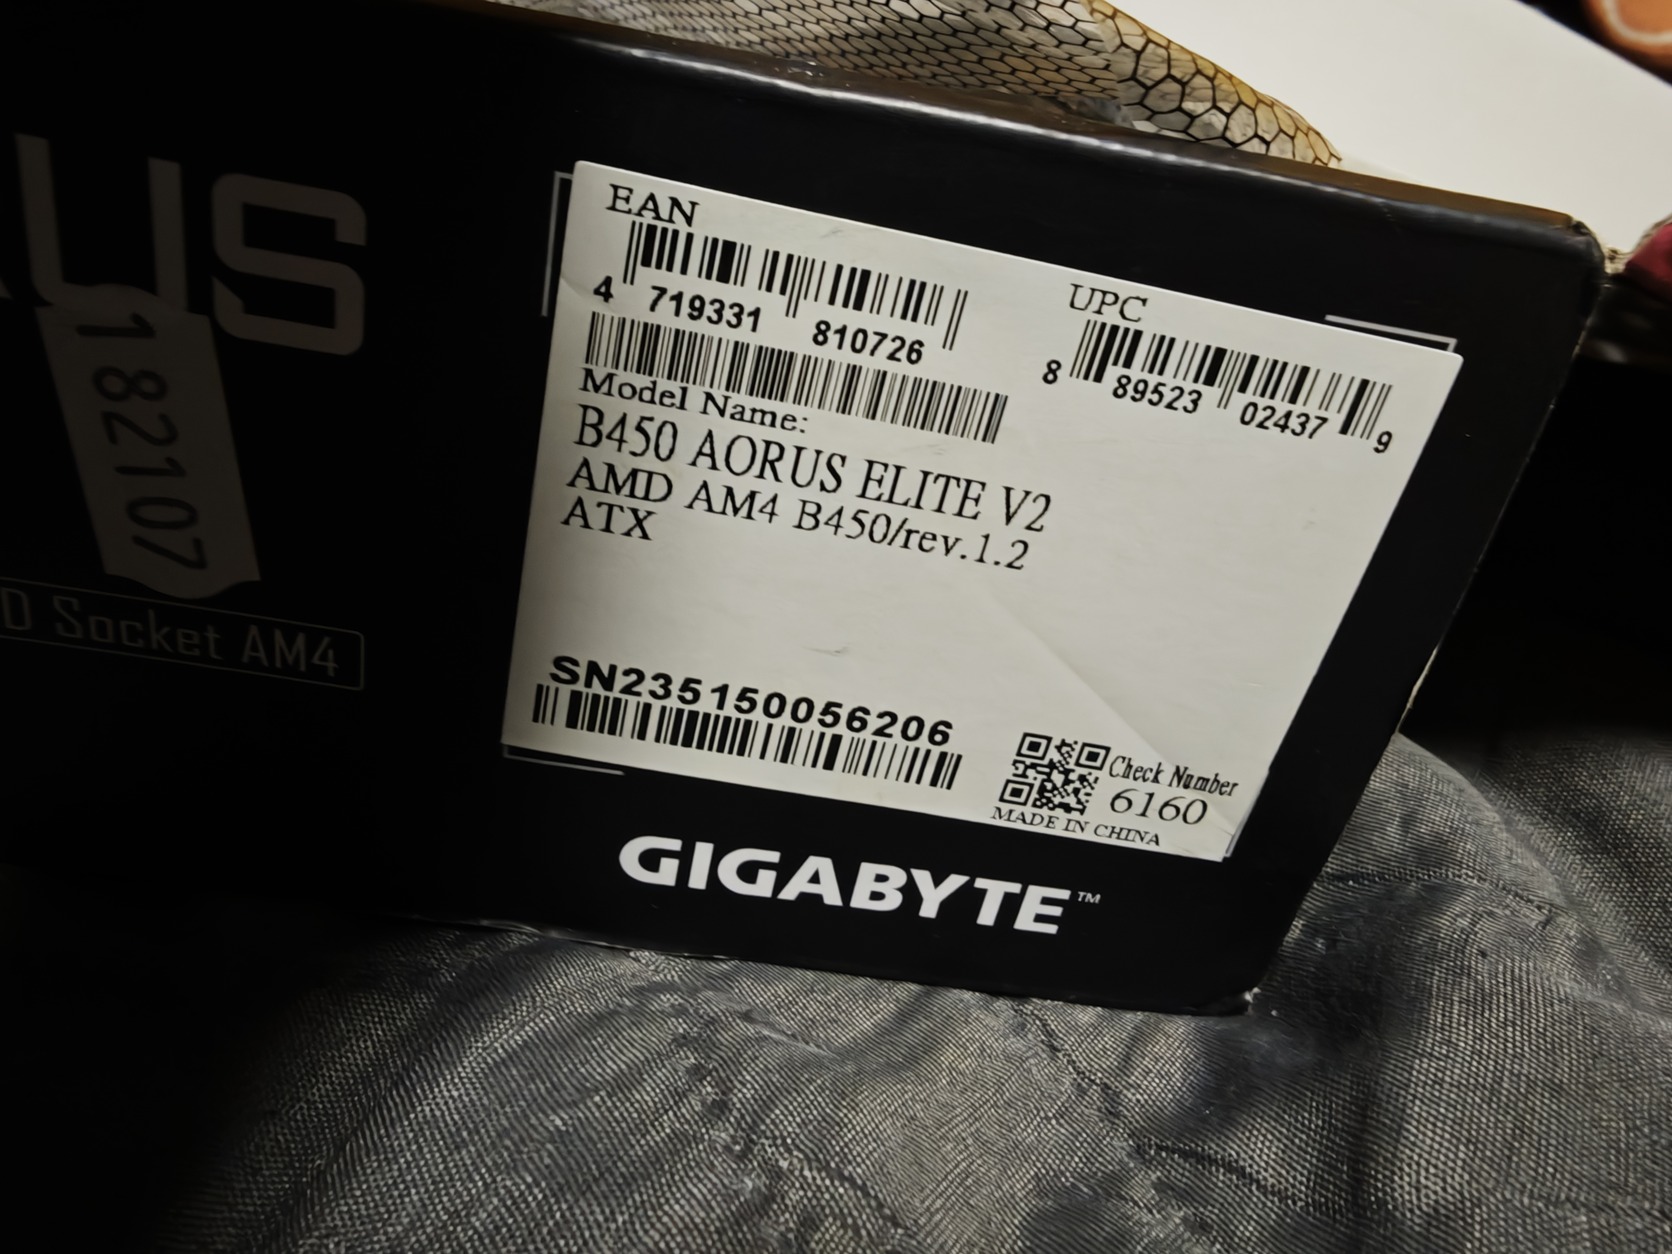 US
182107
D Socket AM4
EAN
4 719331 810726
UPC
8 89523 02437 9
Model Name:
B450 AORUS ELITE V2
AMD AM4 B450/rev.1.2
ATX
SN235150056206
Check Number
6160
MADE IN CHINA
GIGABYTE™